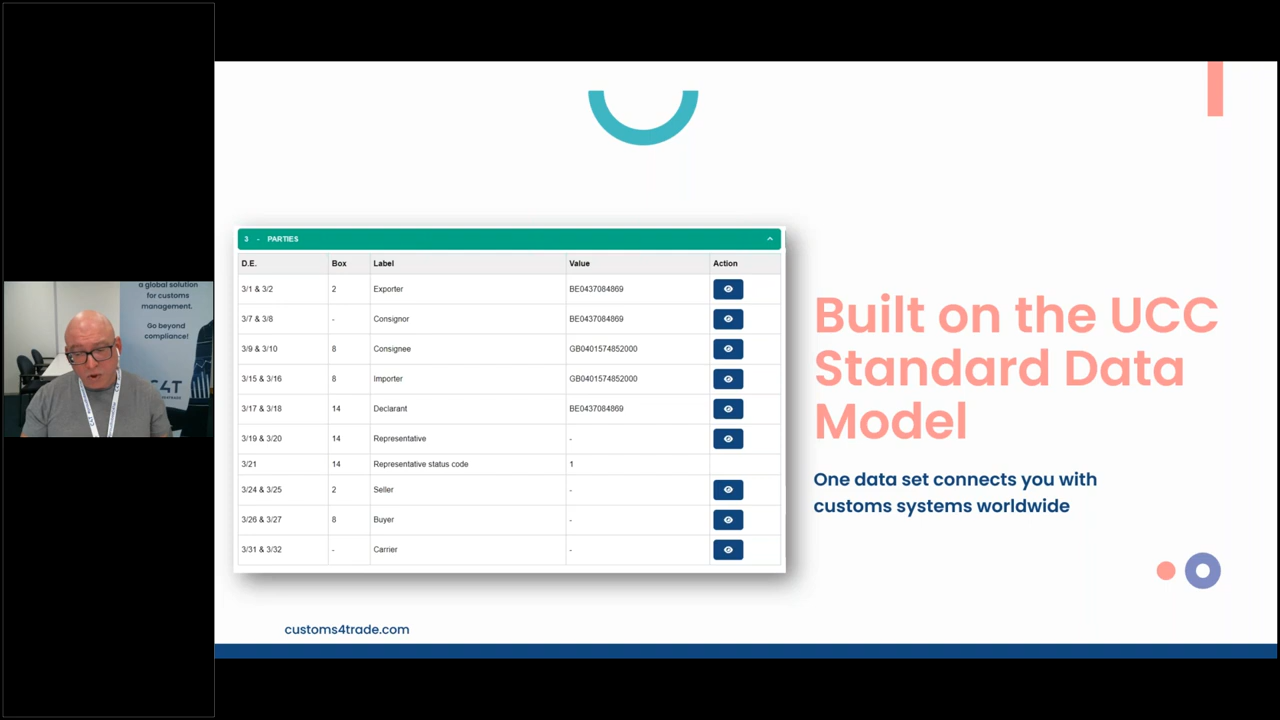 a global solution
for customs
management.
Go beyond
compliance!
C4T
3 - PARTIES
D.E. Box Label Value Action
3/1 & 3/2 2 Exporter BE0437084869
3/7 & 3/8 - Consignor BE0437084869
3/9 & 3/10 8 Consignee GB0401574852000
3/15 & 3/16 8 Importer GB0401574852000
3/17 & 3/18 14 Declarant BE0437084869
3/19 & 3/20 14 Representative -
3/21 14 Representative status code 1
3/24 & 3/25 2 Seller -
3/26 & 3/27 8 Buyer -
3/31 & 3/32 - Carrier -
Built on the UCC
Standard Data
Model
One data set connects you with
customs systems worldwide
customs4trade.com